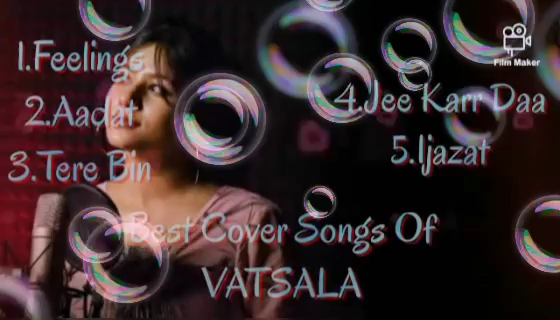 1.Feelings
2.Aadat
3.Tere Bin
4.Jee Karr Daa
5.Ijazat
Best Cover Songs Of
VATSALA
Film Maker